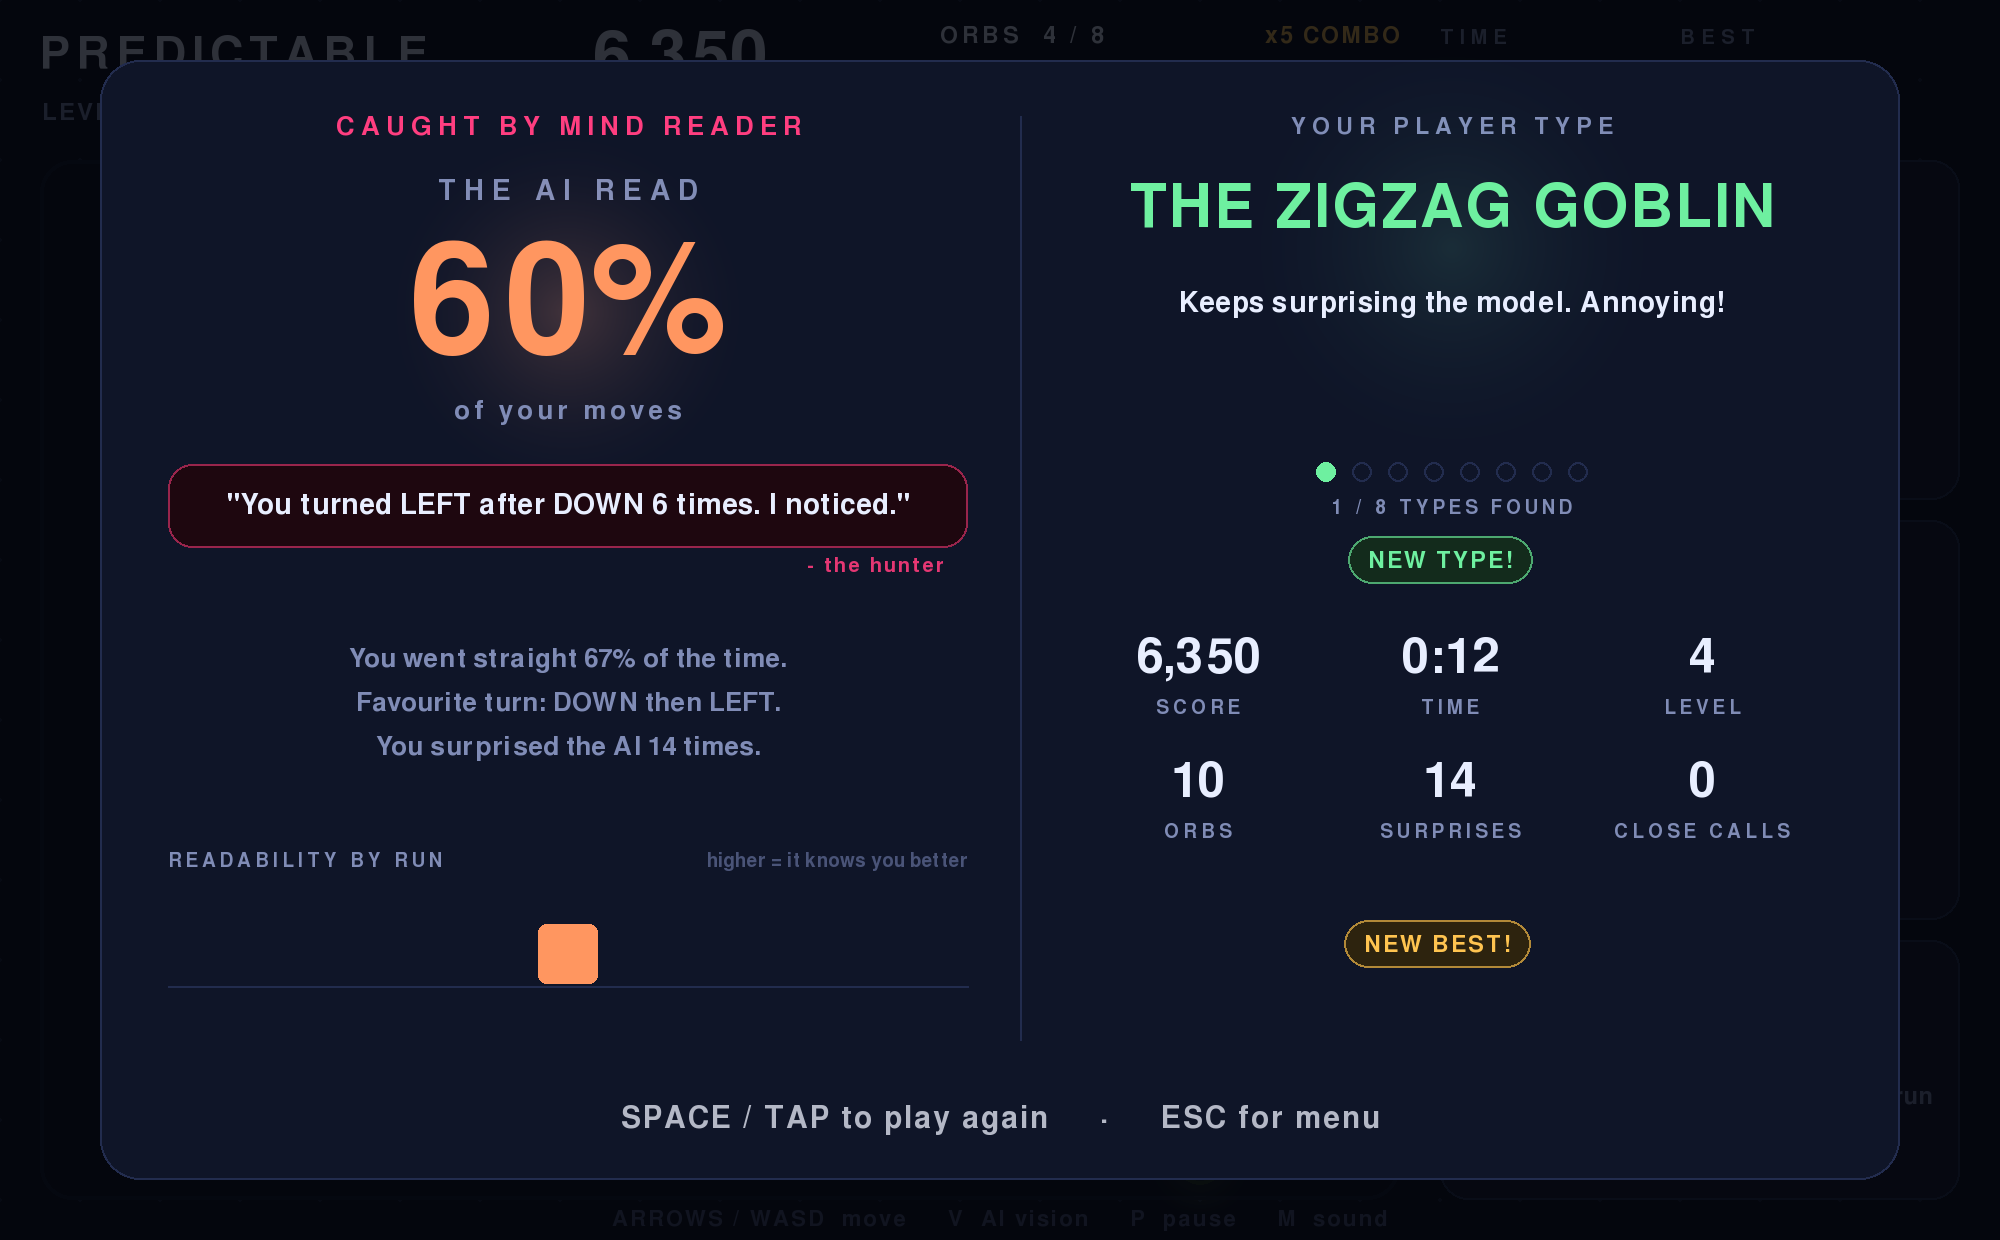 PREDICTABLE
6,350
ORBS 4 / 8
x5 COMBO
TIME
BEST
CAUGHT BY MIND READER
THE AI READ
60%
of your moves
"You turned LEFT after DOWN 6 times. I noticed."
- the hunter
You went straight 67% of the time.
Favourite turn: DOWN then LEFT.
You surprised the AI 14 times.
READABILITY BY RUN
higher = it knows you better
YOUR PLAYER TYPE
THE ZIGZAG GOBLIN
Keeps surprising the model. Annoying!
1 / 8 TYPES FOUND
NEW TYPE!
6,350
SCORE
0:12
TIME
4
LEVEL
10
ORBS
14
SURPRISES
0
CLOSE CALLS
NEW BEST!
run
SPACE / TAP to play again · ESC for menu
ARROWS / WASD move V AI vision P pause M sound